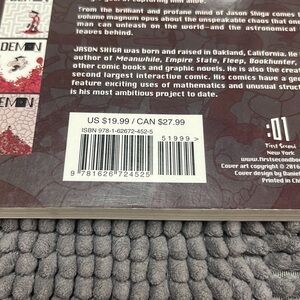 From the brilliant and profane mind of Jason Shiga comes
volume magnum opus about the unspeakable chaos that
man can unleash on the world—and the astronomical
leaves behind.
JASON SHIGA was born and raised in Oakland, California. He
author of Meanwhile, Empire State, Fleep, Bookhunter,
other comic books and graphic novels. He is also the creat
second largest interactive comic. His comics have a gee
feature exciting uses of mathematics and unusual struct
is his most ambitious project to date.
DEMON
DEMON
US $19.99 / CAN $27.99
ISBN 978-1-62672-452-5
51999>
9 781626 724525
:01
First Second
New York
www.firstsecondbo
Cover art copyright © 2016
Cover design by Daniel
Printed in Ch